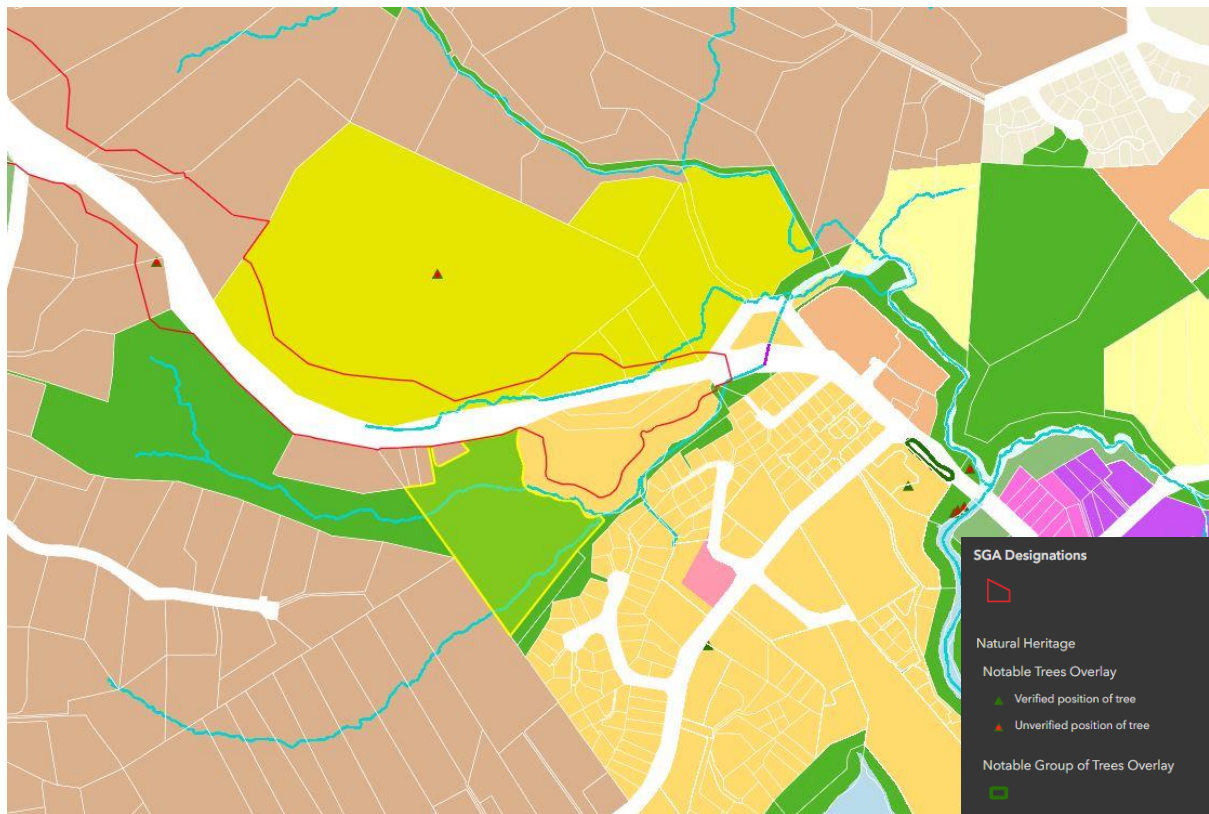 SGA Designations
Natural Heritage
Notable Trees Overlay
Verified position of tree
Unverified position of tree
Notable Group of Trees Overlay